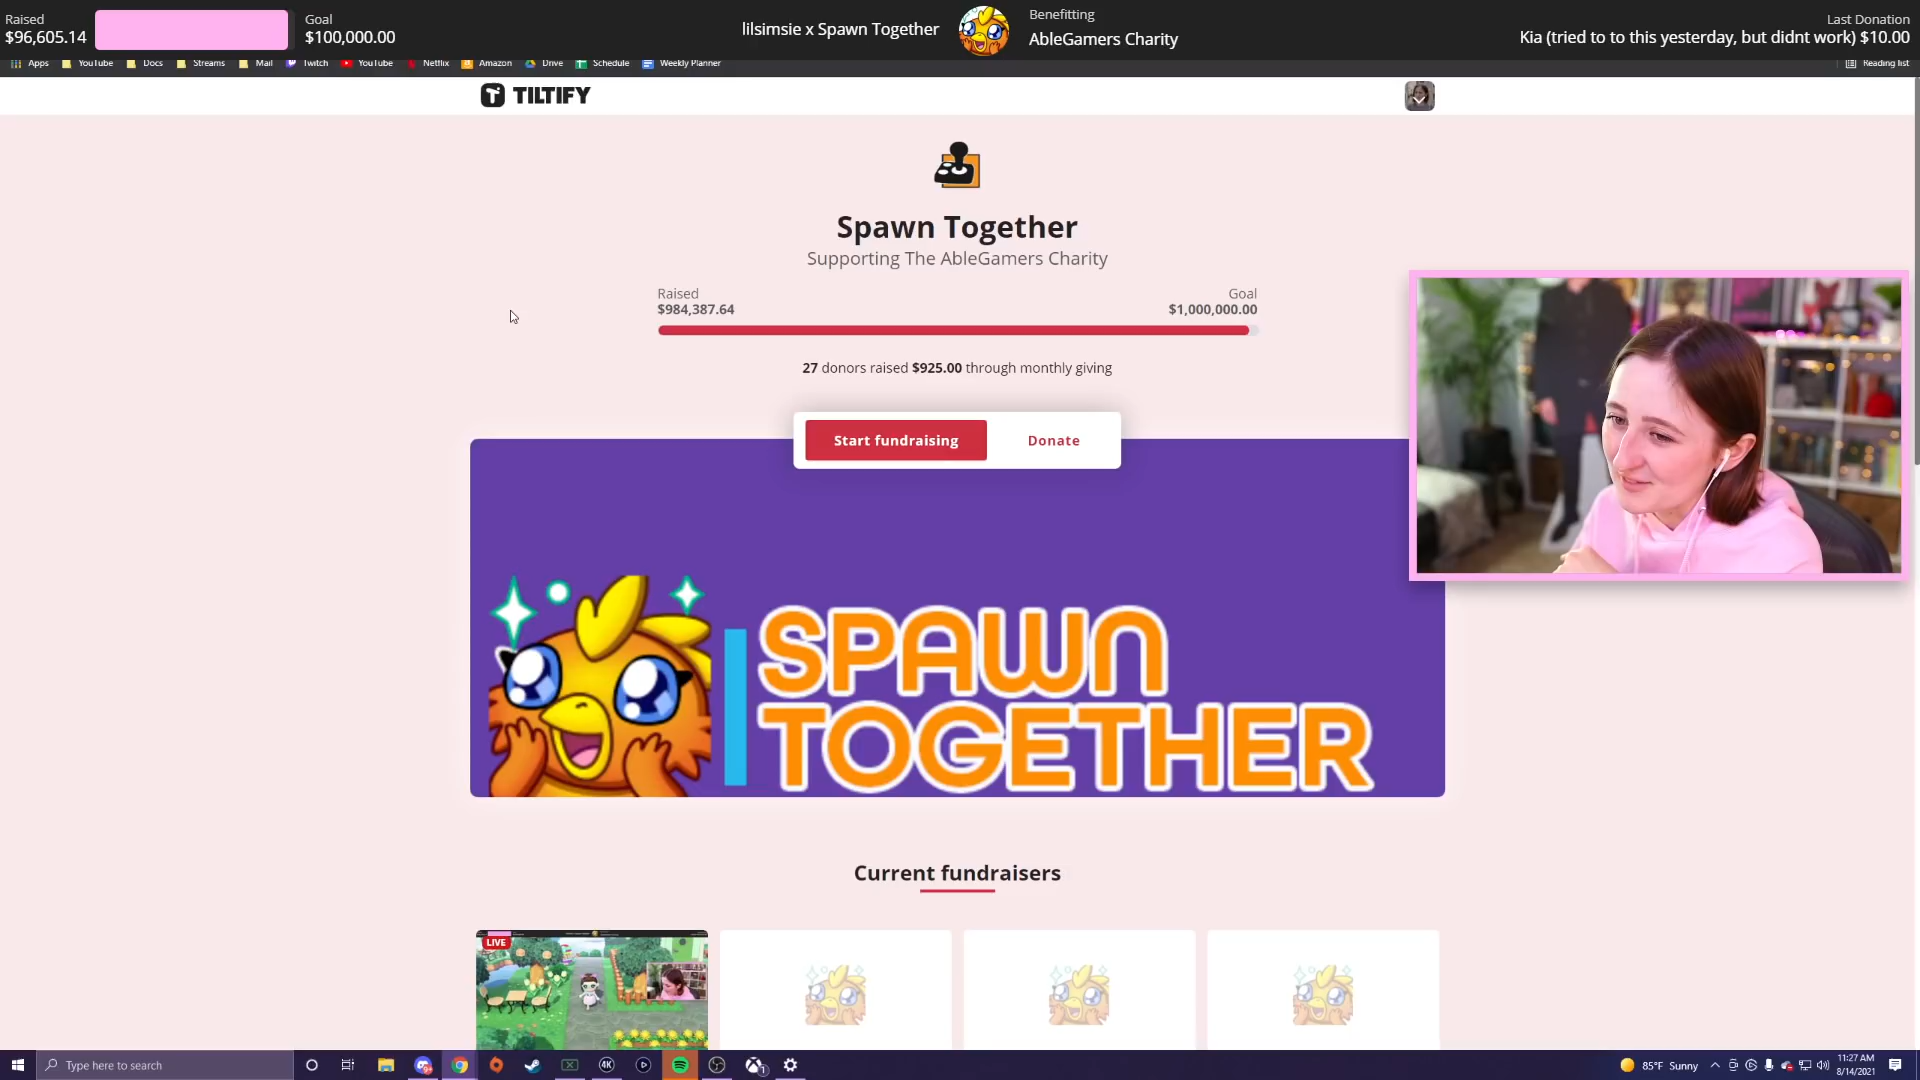 Raised
$96,605.14
Goal
$100,000.00
lilsimsie x Spawn Together
Benefitting
AbleGamers Charity
Last Donation
Kia (tried to to this yesterday, but didnt work) $10.00
Apps YouTube Docs Streams Mail Twitch YouTube Netflix Amazon Drive Schedule Weekly Planner Reading list
TILTIFY
Spawn Together
Supporting The AbleGamers Charity
Raised
$984,387.64
Goal
$1,000,000.00
27 donors raised $925.00 through monthly giving
Start fundraising Donate
SPAWN
TOGETHER
Current fundraisers
LIVE
Type here to search
4K
85°F Sunny
11:27 AM
8/14/2021